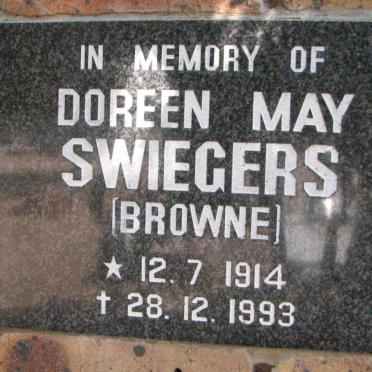 IN MEMORY OF
DOREEN MAY
SWIEGERS
(BROWNE)
★ 12.7 1914
✝ 28.12.1993